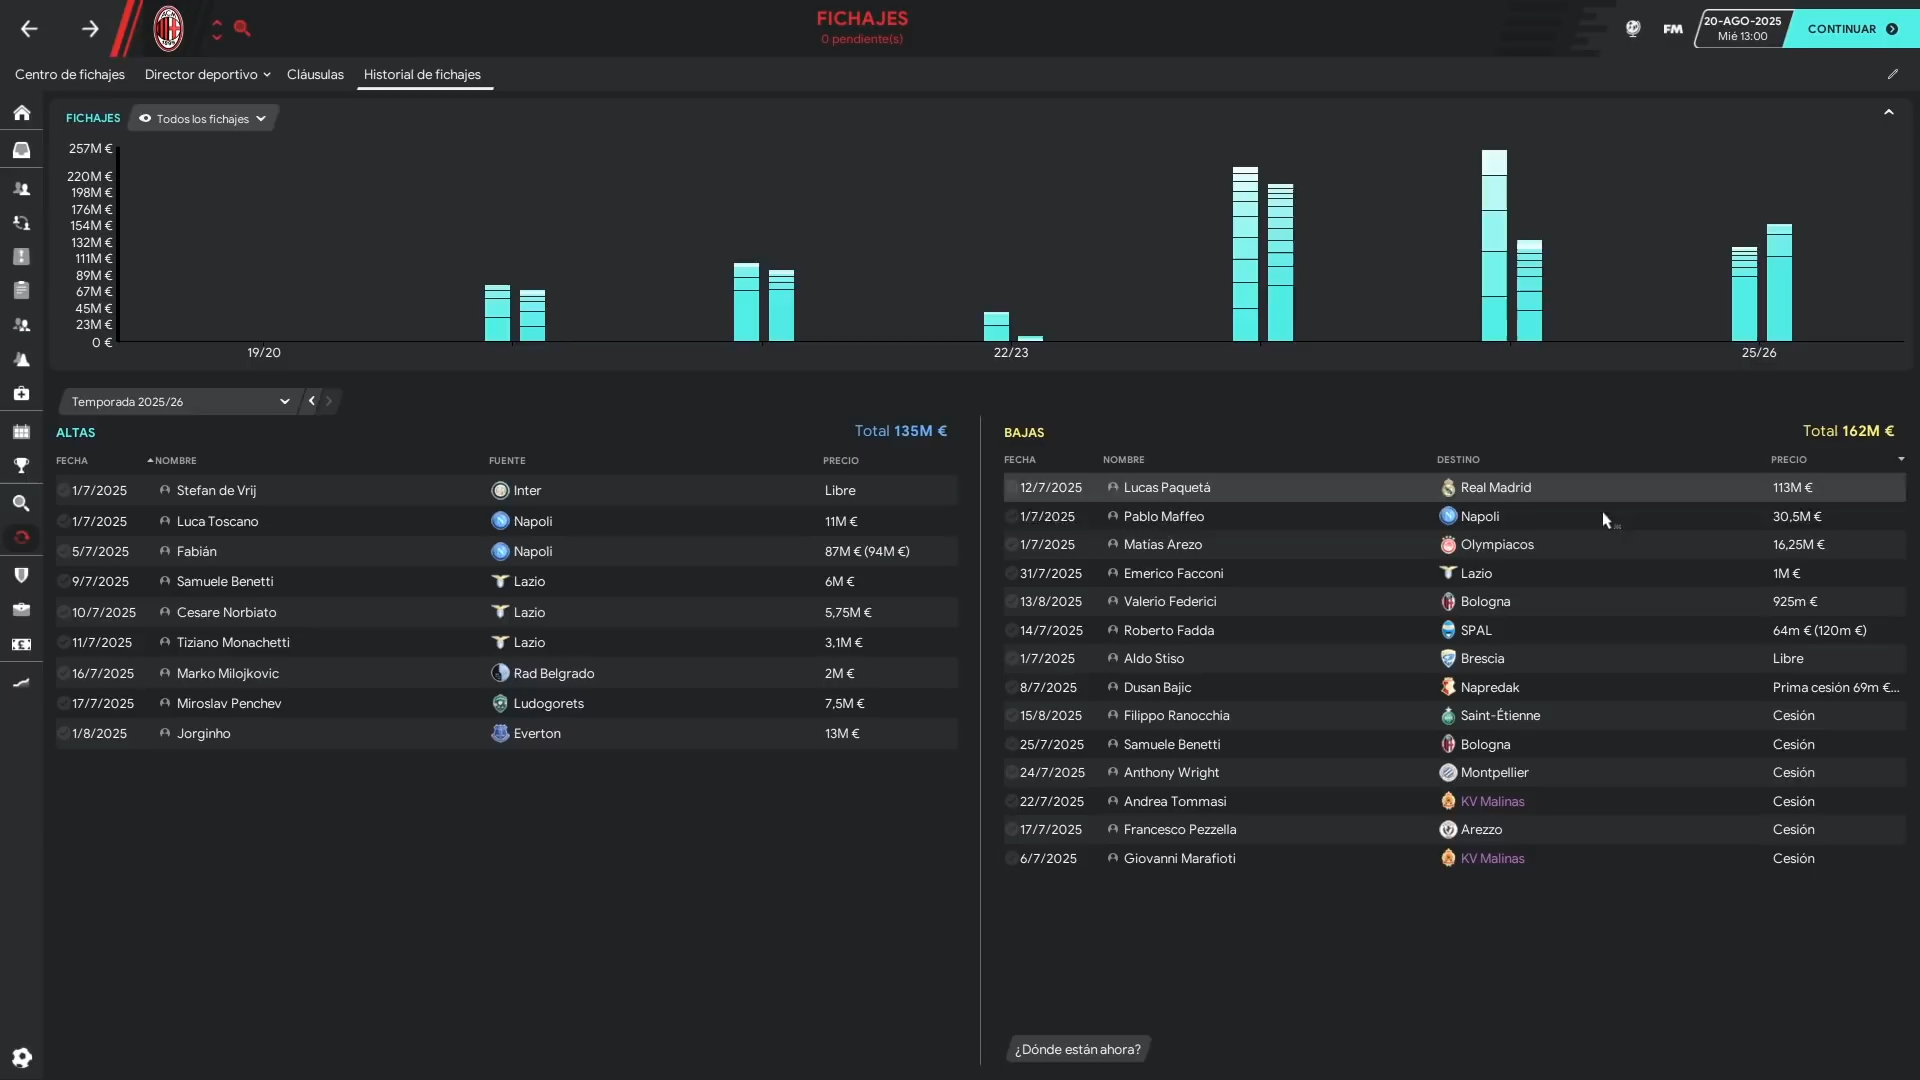 FICHAJES
0 pendiente(s)
FM
20-AGO-2025
Mié 13:00
CONTINUAR
Centro de fichajes
Director deportivo
Cláusulas
Historial de fichajes
FICHAJES
Todos los fichajes
257M €
220M €
198M €
176M €
154M €
132M €
111M €
89M €
67M €
45M €
23M €
0 €
19/20
22/23
25/26
Temporada 2025/26
ALTAS
Total 135M €
FECHA NOMBRE FUENTE PRECIO
1/7/2025 Stefan de Vrij Inter Libre
1/7/2025 Luca Toscano Napoli 11M €
5/7/2025 Fabián Napoli 87M € (94M €)
9/7/2025 Samuele Benetti Lazio 6M €
10/7/2025 Cesare Norbiato Lazio 5,75M €
11/7/2025 Tiziano Monachetti Lazio 3,1M €
16/7/2025 Marko Milojkovic Rad Belgrado 2M €
17/7/2025 Miroslav Penchev Ludogorets 7,5M €
1/8/2025 Jorginho Everton 13M €
BAJAS
Total 162M €
FECHA NOMBRE DESTINO PRECIO
12/7/2025 Lucas Paquetá Real Madrid 113M €
1/7/2025 Pablo Maffeo Napoli 30,5M €
1/7/2025 Matías Arezo Olympiacos 16,25M €
31/7/2025 Emerico Facconi Lazio 1M €
13/8/2025 Valerio Federici Bologna 925m €
14/7/2025 Roberto Fadda SPAL 64m € (120m €)
1/7/2025 Aldo Stiso Brescia Libre
8/7/2025 Dusan Bajic Napredak Prima cesión 69m €...
15/8/2025 Filippo Ranocchia Saint-Étienne Cesión
25/7/2025 Samuele Benetti Bologna Cesión
24/7/2025 Anthony Wright Montpellier Cesión
22/7/2025 Andrea Tommasi KV Malinas Cesión
17/7/2025 Francesco Pezzella Arezzo Cesión
6/7/2025 Giovanni Marafioti KV Malinas Cesión
¿Dónde están ahora?